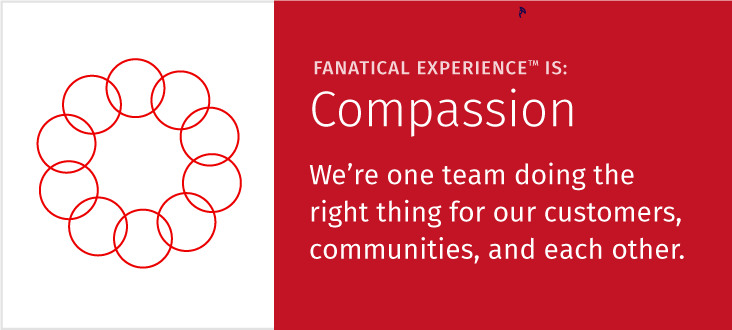 FANATICAL EXPERIENCE™ IS:
Compassion
We’re one team doing the
right thing for our customers,
communities, and each other.